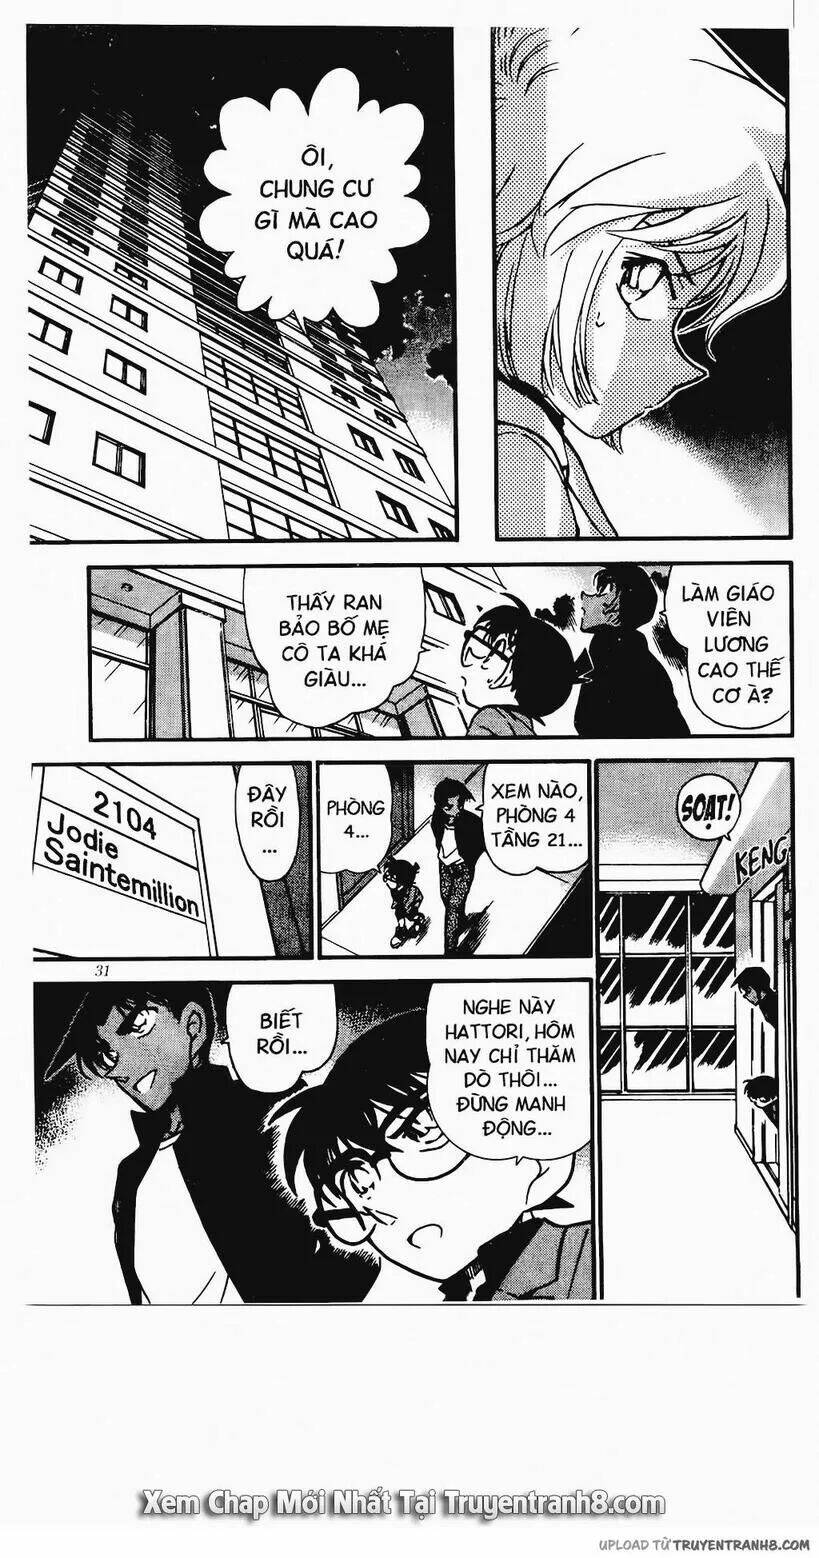 ÔI,
CHUNG CƯ
GÌ MÀ CAO
QUÁ!
THẤY RAN
BẢO BỐ MẸ
CÔ TA KHÁ
GIÀU...
LÀM GIÁO
VIÊN
LƯƠNG
CAO THẾ
CƠ À?
2104
Jodie
Saintemillion
ĐÂY
RỒI
...
PHÒNG
4...
XEM NÀO,
PHÒNG 4
TẦNG 21...
SOẠT!
KENG
31
BIẾT
RỒI...
NGHE NÀY
HATTORI, HÔM
NAY CHỈ THĂM
DÒ THÔI...
ĐỪNG MANH
ĐỘNG...
Xem Chap Mới Nhất Tại Truyentranh8.com
UPLOAD TỪ TRUYENTRANH8.COM